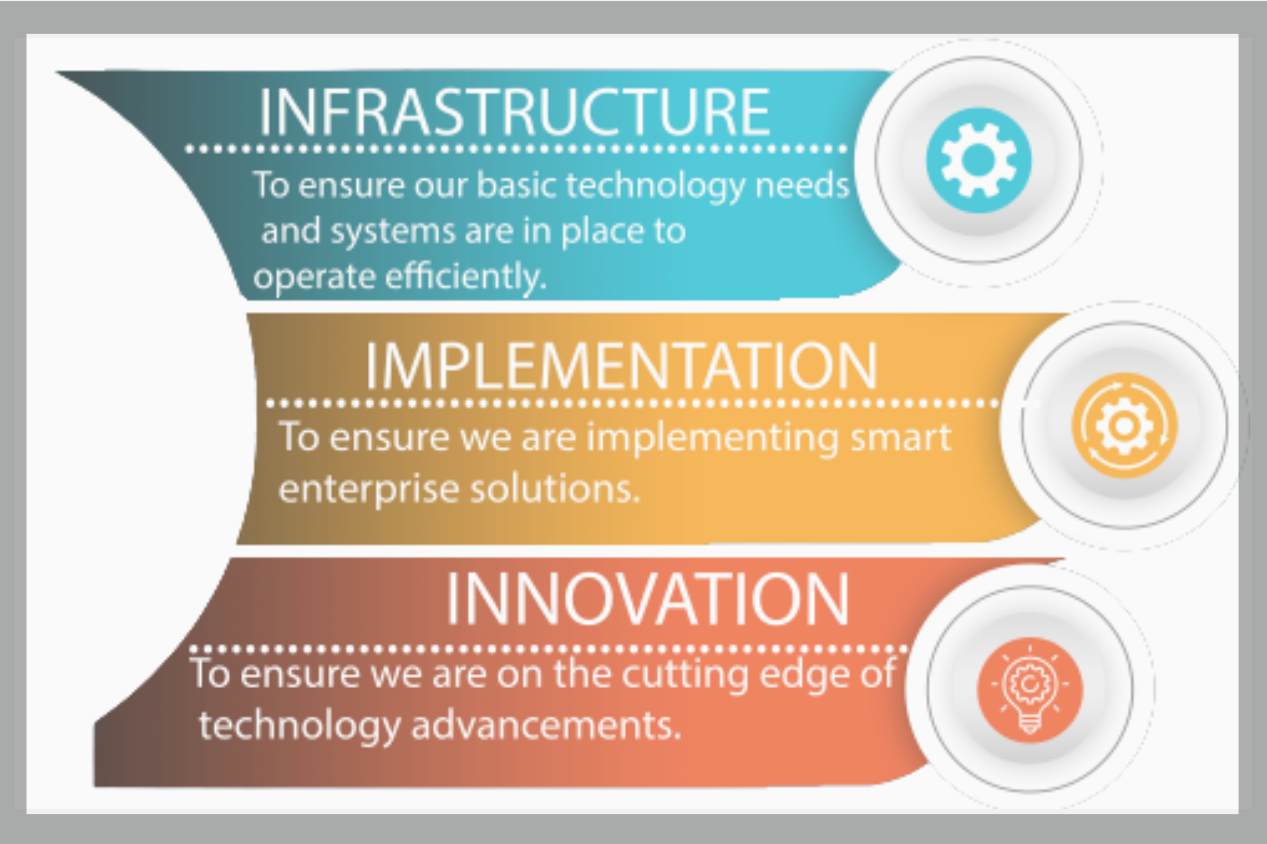 INFRASTRUCTURE
To ensure our basic technology needs
and systems are in place to
operate efficiently.
IMPLEMENTATION
To ensure we are implementing smart
enterprise solutions.
INNOVATION
To ensure we are on the cutting edge of
technology advancements.